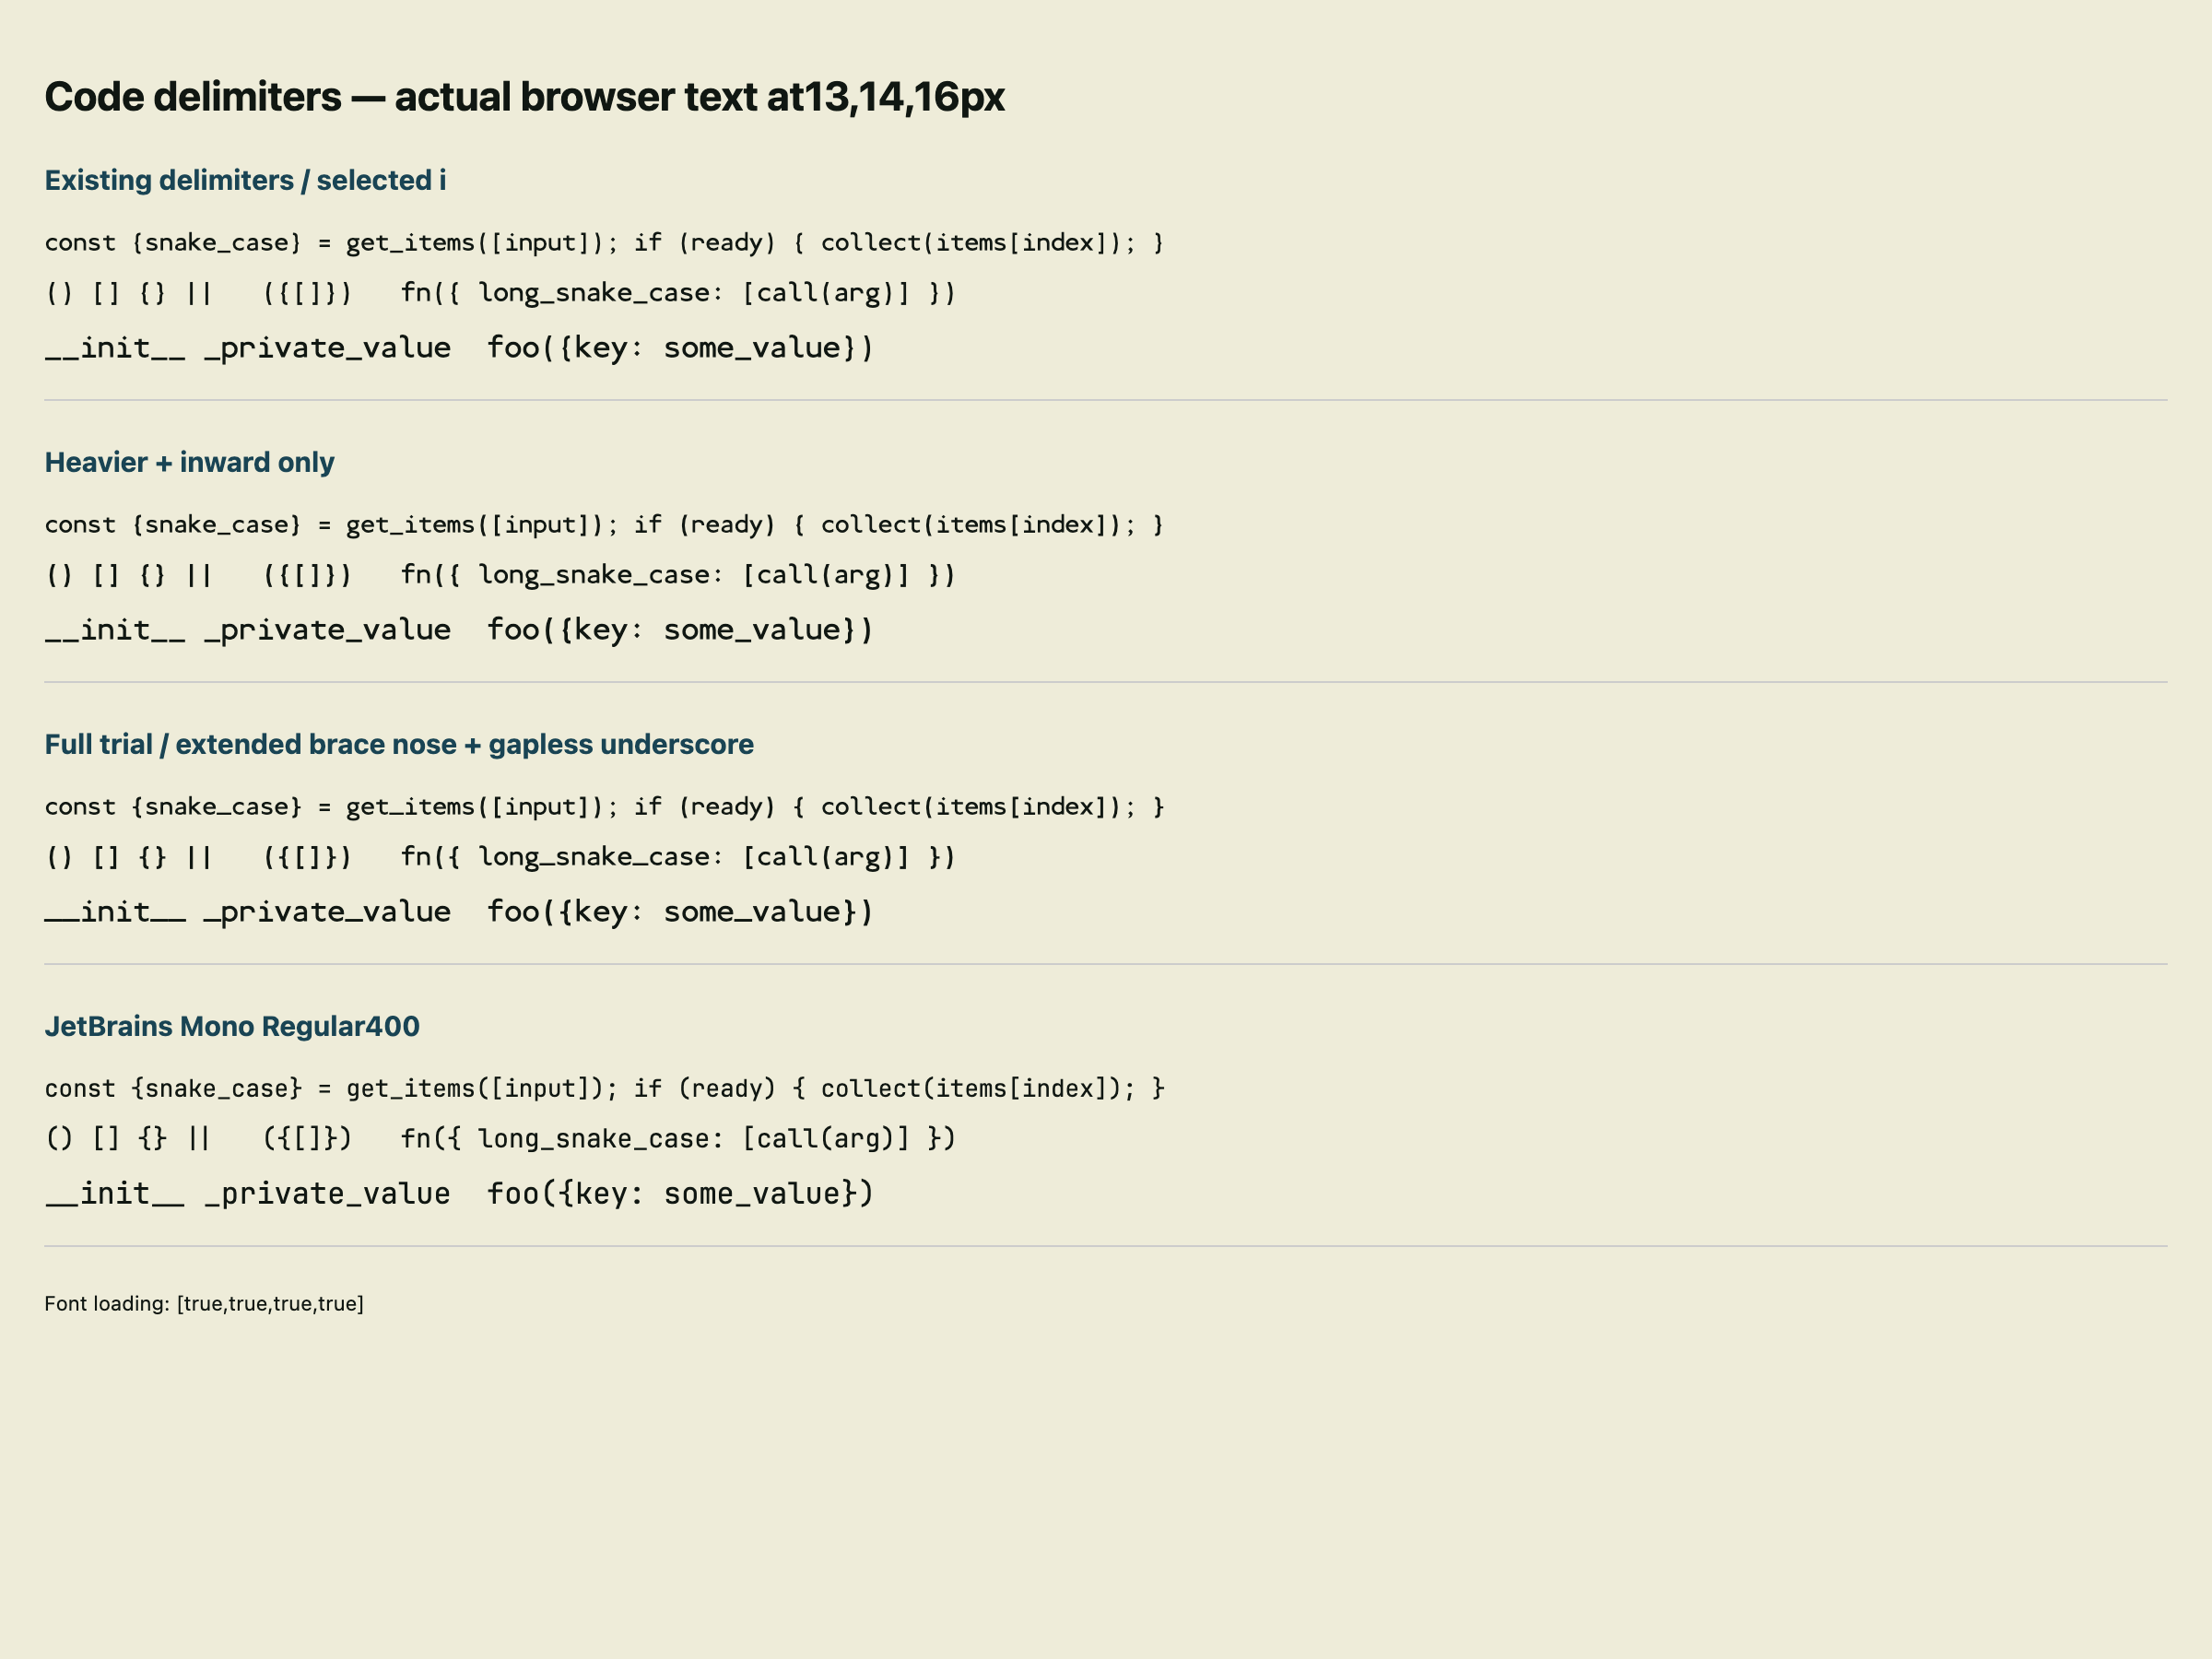 Code delimiters — actual browser text at13,14,16px
Existing delimiters / selected i
const {snake_case} = get_items([input]); if (ready) { collect(items[index]); }
() [] {} ||   ({[]})   fn({ long_snake_case: [call(arg)] })
__init__ _private_value  foo({key: some_value})
Heavier + inward only
const {snake_case} = get_items([input]); if (ready) { collect(items[index]); }
() [] {} ||   ({[]})   fn({ long_snake_case: [call(arg)] })
__init__ _private_value  foo({key: some_value})
Full trial / extended brace nose + gapless underscore
const {snake_case} = get_items([input]); if (ready) { collect(items[index]); }
() [] {} ||   ({[]})   fn({ long_snake_case: [call(arg)] })
__init__ _private_value  foo({key: some_value})
JetBrains Mono Regular400
const {snake_case} = get_items([input]); if (ready) { collect(items[index]); }
() [] {} ||   ({[]})   fn({ long_snake_case: [call(arg)] })
__init__ _private_value  foo({key: some_value})
Font loading: [true,true,true,true]